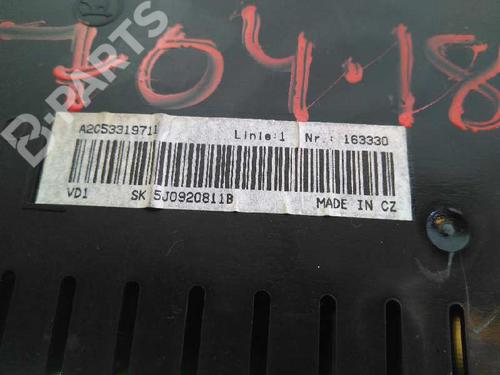 704.18
B-PARTS
A2C53319711 Linie:1 Nr.: 163330
VD1 SK 5J0920811B MADE IN CZ